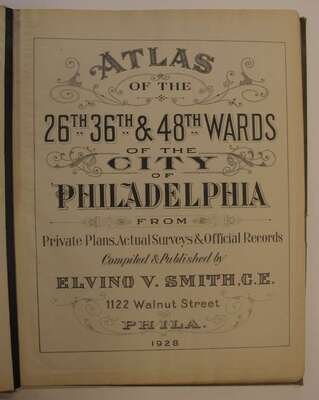 ATLAS
OF THE
26TH 36TH & 48TH WARDS
OF THE
CITY
OF
PHILADELPHIA
FROM
Private Plans, Actual Surveys & Official Records
Compiled & Published by
ELVINO V. SMITH, C.E.
1122 Walnut Street
PHILA.
1928